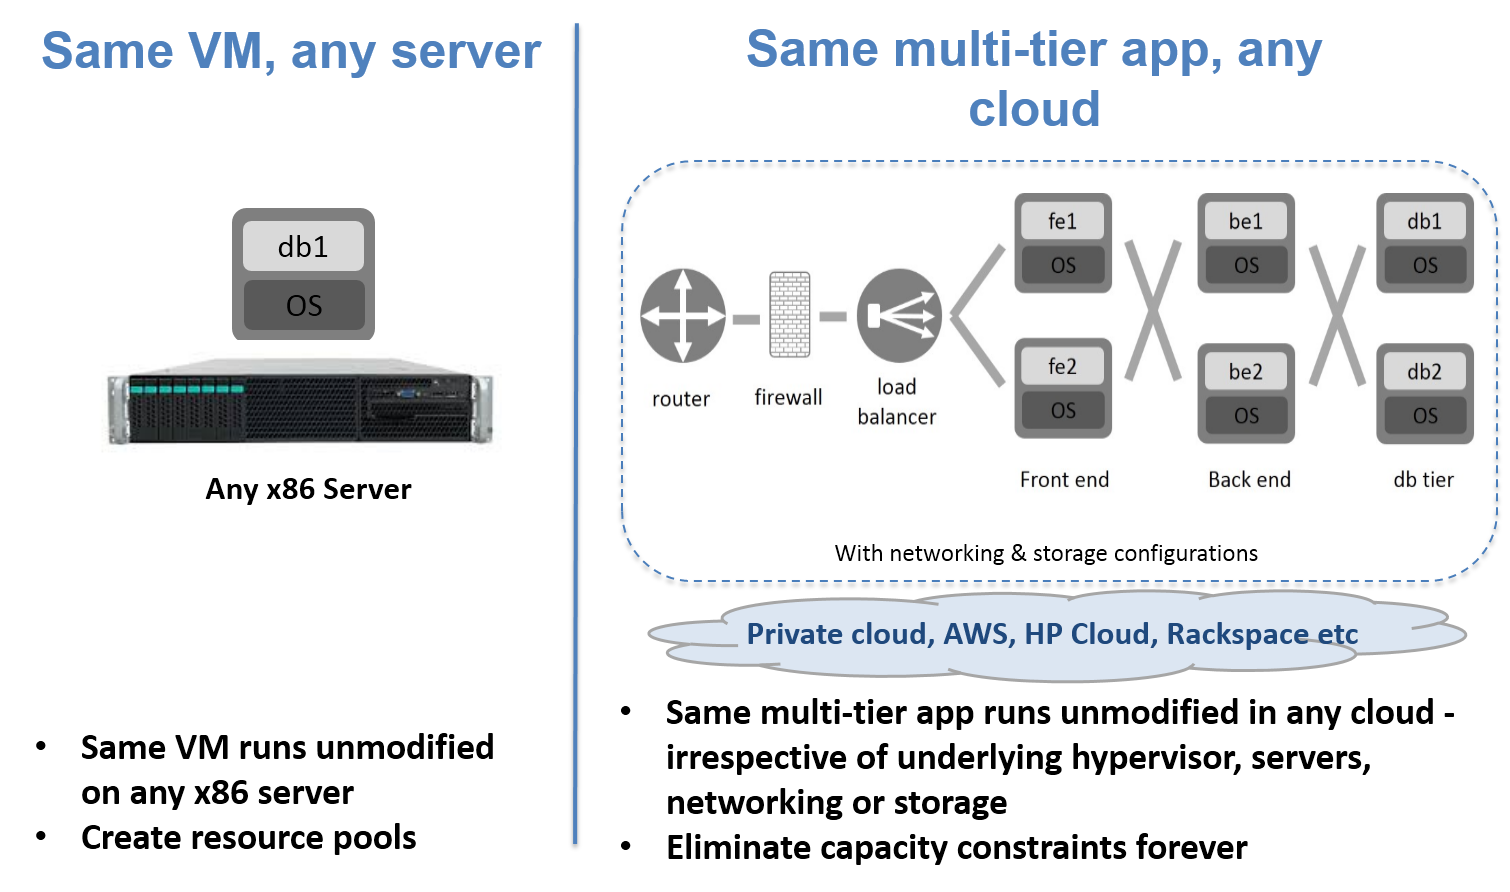 Same VM, any server
db1
OS
Any x86 Server
• Same VM runs unmodified
on any x86 server
• Create resource pools
Same multi-tier app, any
cloud
router
firewall
load
balancer
fe1
OS
fe2
OS
Front end
be1
OS
be2
OS
Back end
db1
OS
db2
OS
db tier
With networking & storage configurations
Private cloud, AWS, HP Cloud, Rackspace etc
• Same multi-tier app runs unmodified in any cloud -
irrespective of underlying hypervisor, servers,
networking or storage
• Eliminate capacity constraints forever